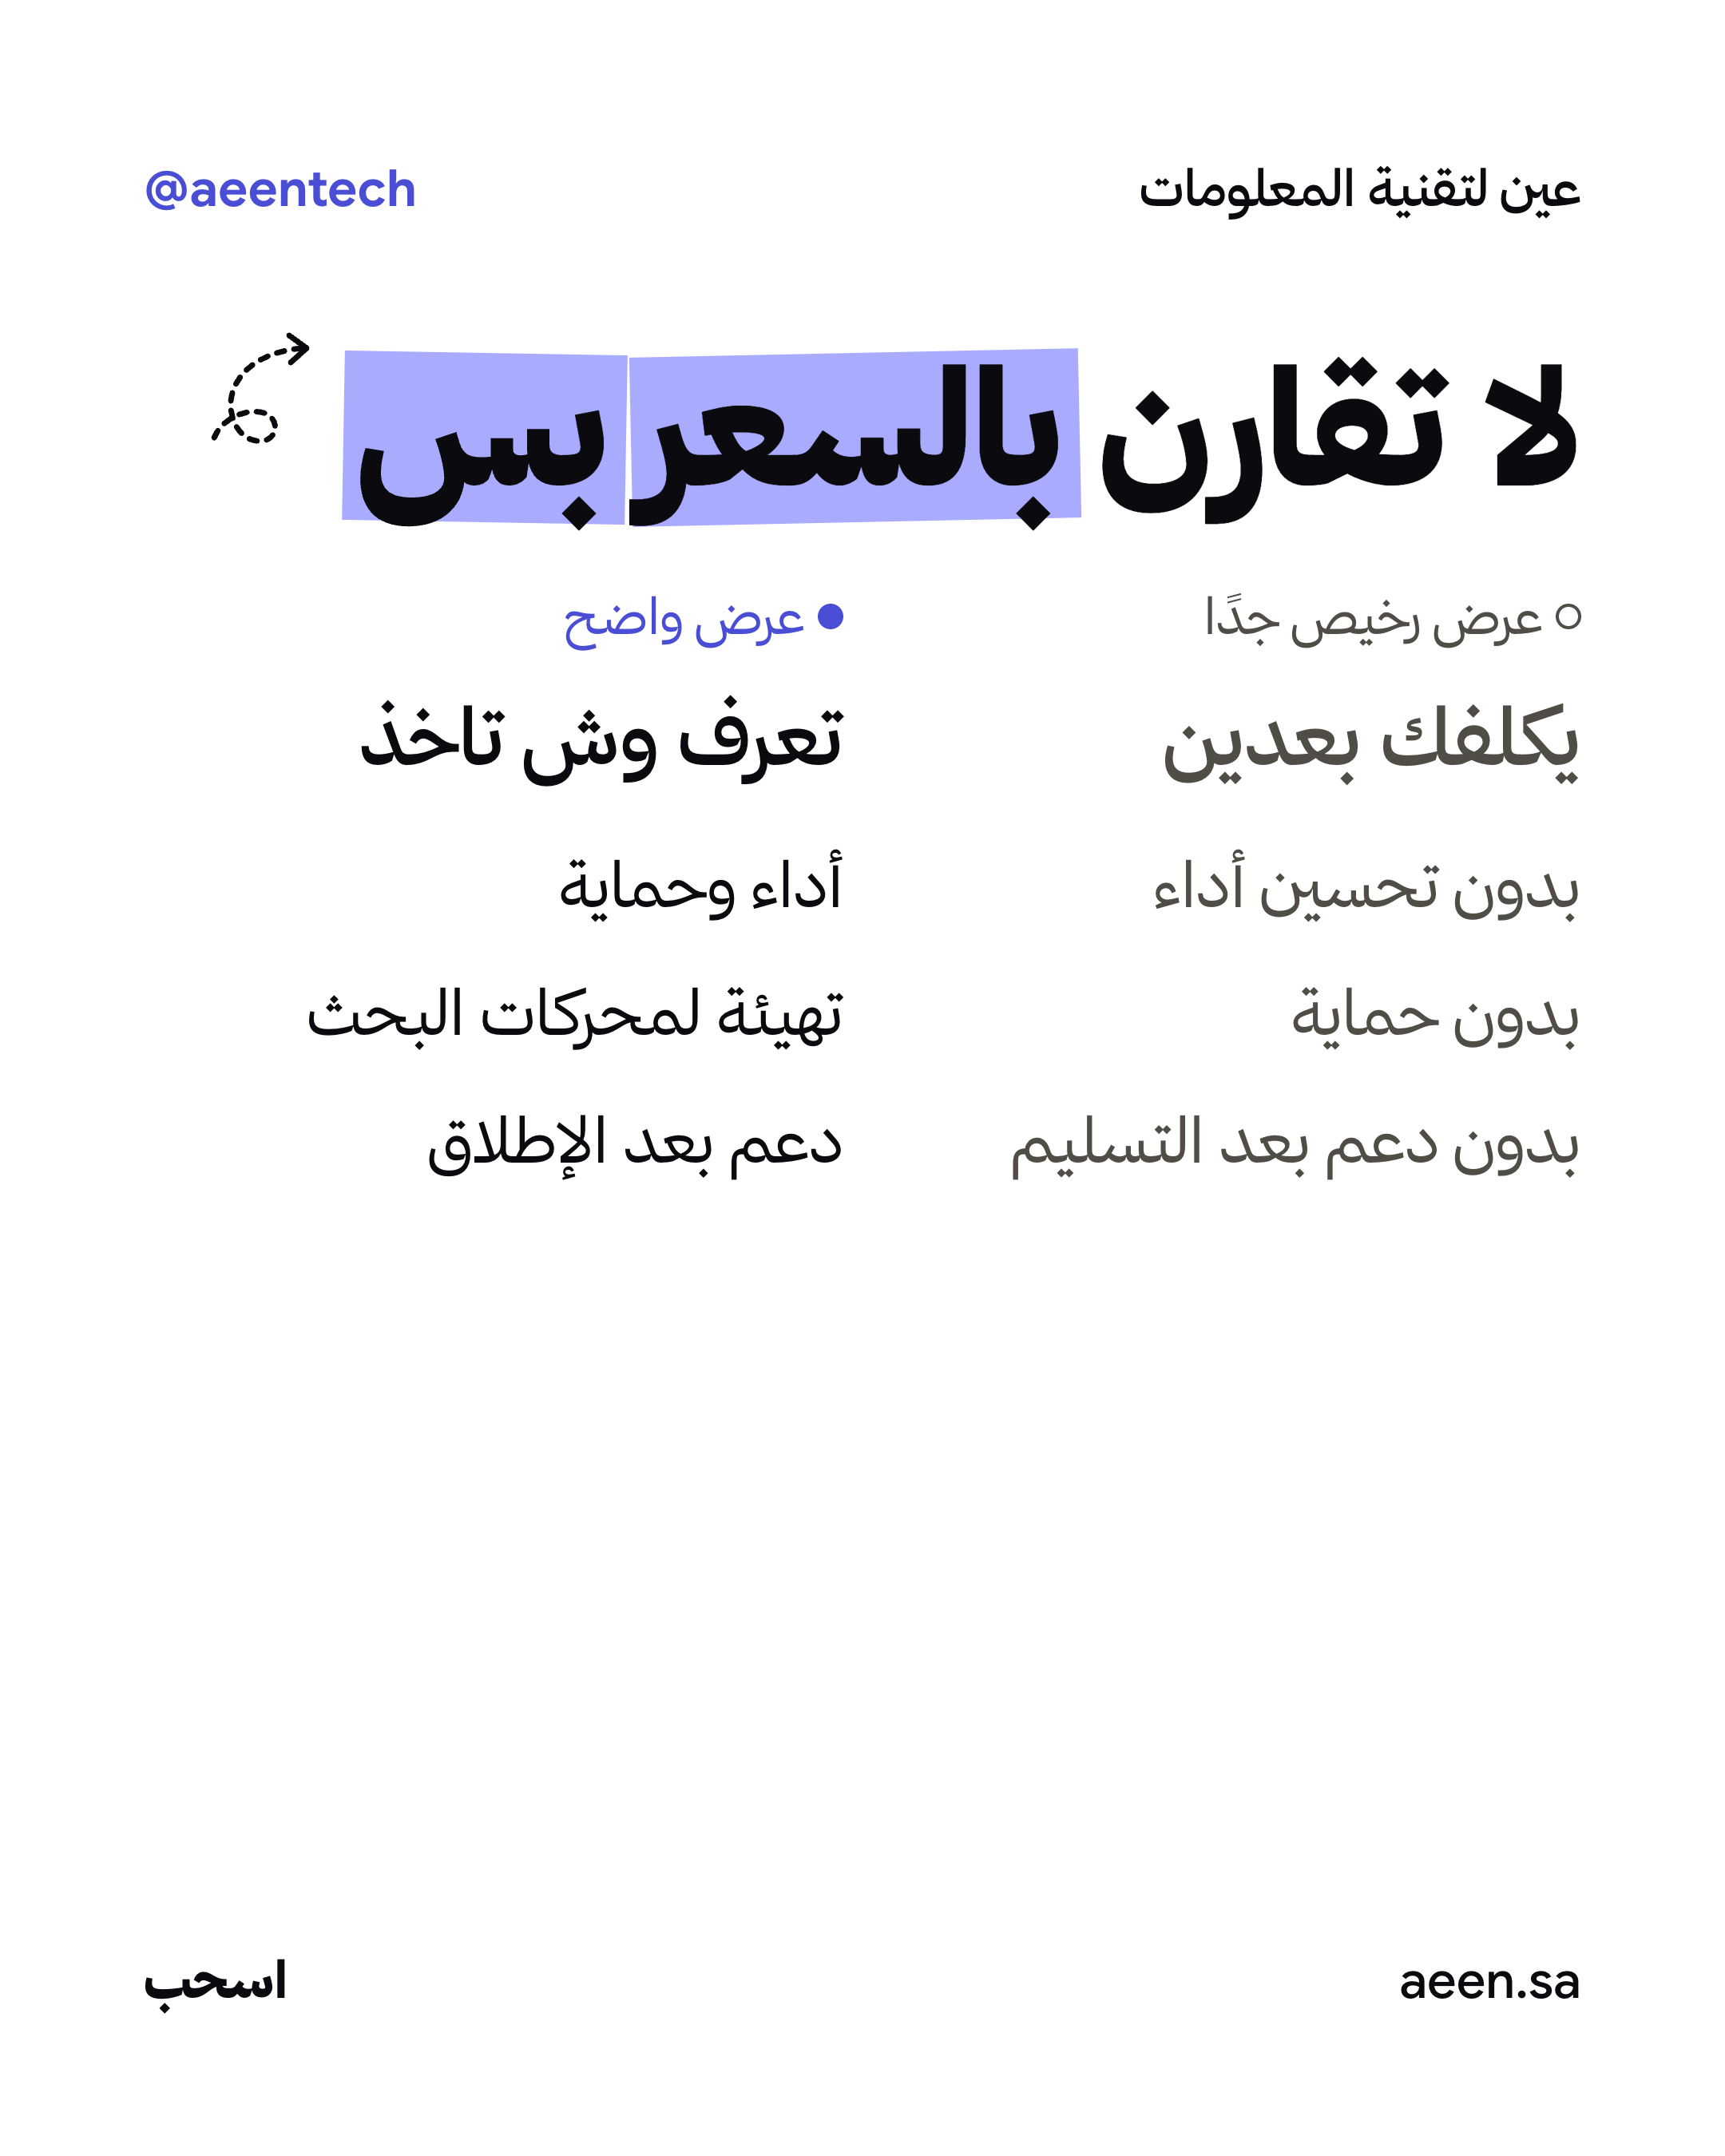 عين لتقنية المعلومات
@aeentech
لا تقارن بالسعر بس
عرض رخيص جدًا
يكلفك بعدين
بدون تحسين أداء
بدون حماية
بدون دعم بعد التسليم
عرض واضح
تعرف وش تاخذ
أداء وحماية
تهيئة لمحركات البحث
دعم بعد الإطلاق
aeen.sa
اسحب